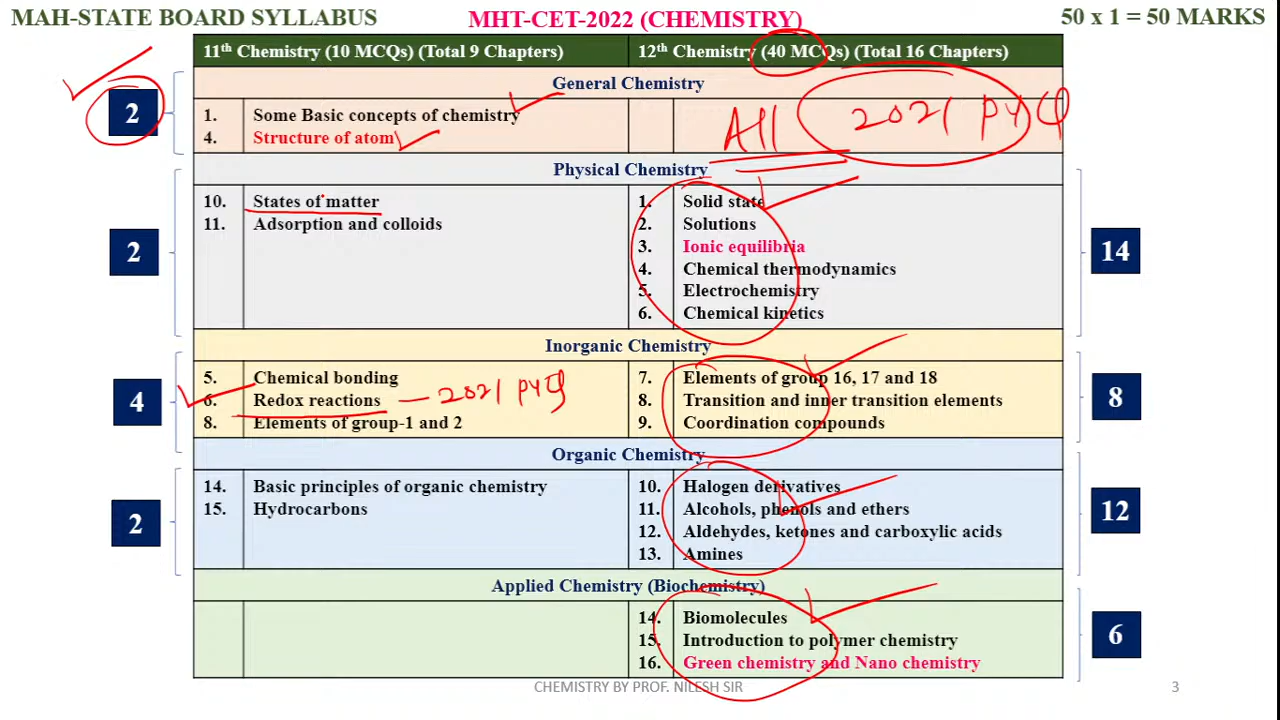 MAH-STATE BOARD SYLLABUS MHT-CET-2022 (CHEMISTRY) 50 x 1 = 50 MARKS
11th Chemistry (10 MCQs) (Total 9 Chapters) 12th Chemistry (40 MCQs) (Total 16 Chapters)
General Chemistry
2
1. Some Basic concepts of chemistry
4. Structure of atom
All 2021 PYQ
Physical Chemistry
2
10. States of matter
11. Adsorption and colloids
1. Solid state
2. Solutions
3. Ionic equilibria
4. Chemical thermodynamics
5. Electrochemistry
6. Chemical kinetics
14
Inorganic Chemistry
4
5. Chemical bonding
6. Redox reactions — 2021 PYQ
8. Elements of group-1 and 2
7. Elements of group 16, 17 and 18
8. Transition and inner transition elements
9. Coordination compounds
8
Organic Chemistry
2
14. Basic principles of organic chemistry
15. Hydrocarbons
10. Halogen derivatives
11. Alcohols, phenols and ethers
12. Aldehydes, ketones and carboxylic acids
13. Amines
12
Applied Chemistry (Biochemistry)
14. Biomolecules
15. Introduction to polymer chemistry
16. Green chemistry and Nano chemistry
6
CHEMISTRY BY PROF. NILESH SIR 3